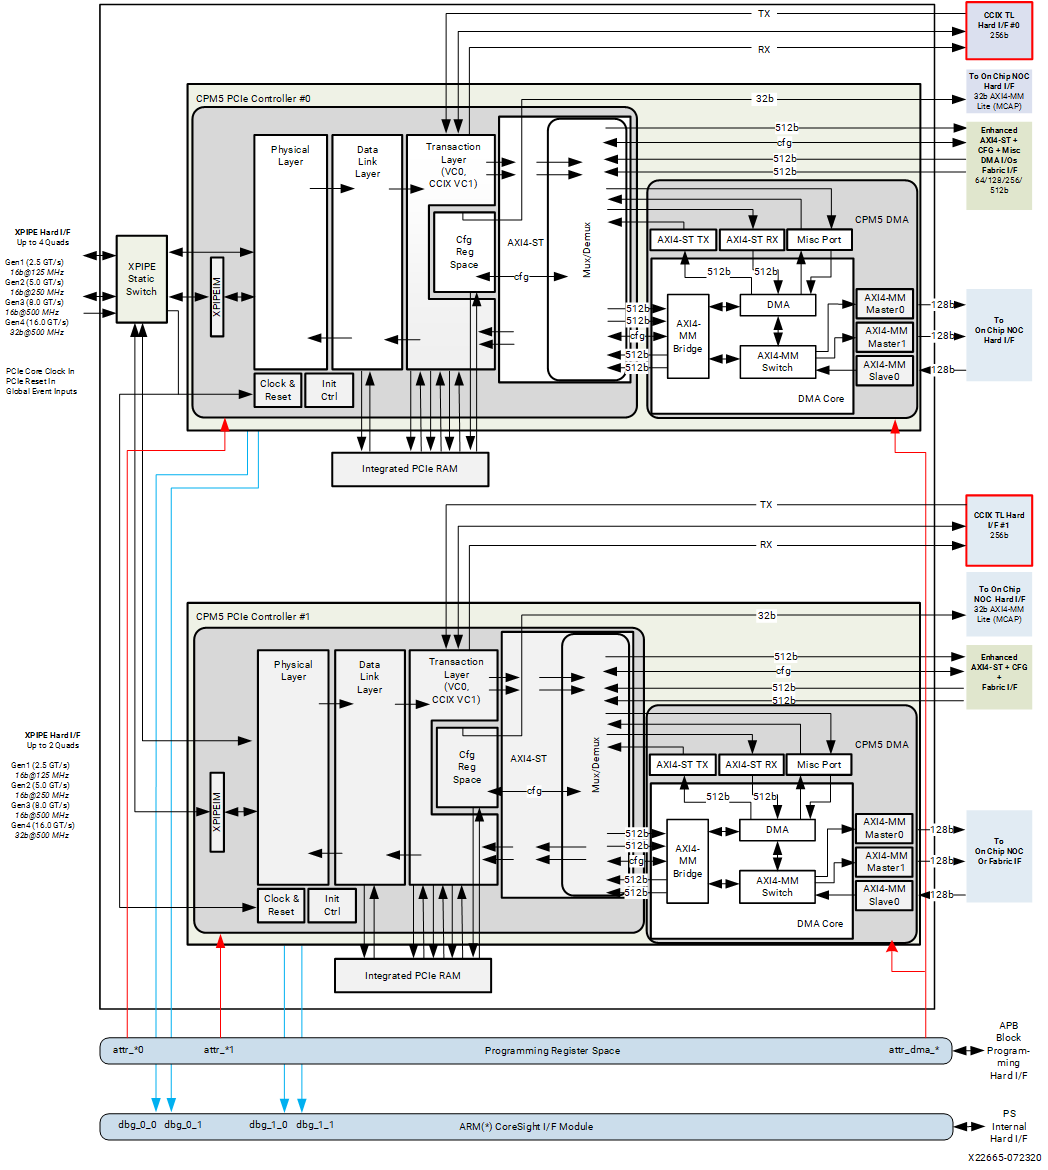 TX
RX
CCIX TL
Hard I/F #0
256b
To On Chip NOC
Hard I/F
32b AXI4-MM
Lite (MCAP)
CPM5 PCIe Controller #0
32b
512b
cfg
512b
512b
Enhanced
AXI4-ST +
CFG + Misc
DMA I/Os
Fabric I/F
64/128/256/
512b
Physical
Layer
Data
Link
Layer
Transaction
Layer
(VC0,
CCIX VC1)
Cfg
Reg
Space
AXI4-ST
cfg
Mux/Demux
CPM5 DMA
AXI4-ST TX
AXI4-ST RX
Misc Port
512b
512b
DMA
AXI4-
MM
Bridge
AXI4-MM
Switch
AXI4-MM
Master0
AXI4-MM
Master1
AXI4-MM
Slave0
DMA Core
512b
512b
cfg
512b
512b
128b
128b
128b
To
On Chip NOC
Hard I/F
XPIPE Hard I/F
Up to 4 Quads
Gen1 (2.5 GT/s)
16b@125 MHz
Gen2 (5.0 GT/s)
16b@250 MHz
Gen3 (8.0 GT/s)
16b@500 MHz
Gen4 (16.0 GT/s)
32b@500 MHz
PCIe Core Clock In
PCIe Reset In
Global Event Inputs
XPIPE
Static
Switch
XPIPEIM
Clock &
Reset
Init
Ctrl
Integrated PCIe RAM
TX
RX
CCIX TL Hard
I/F #1
256b
To On Chip
NOC Hard I/F
32b AXI4-MM
Lite (MCAP)
CPM5 PCIe Controller #1
32b
512b
cfg
512b
512b
Enhanced
AXI4-ST + CFG
+
Fabric I/F
Physical
Layer
Data
Link
Layer
Transaction
Layer
(VC0,
CCIX VC1)
Cfg
Reg
Space
AXI4-ST
cfg
Mux/Demux
CPM5 DMA
AXI4-ST TX
AXI4-ST RX
Misc Port
512b
512b
DMA
AXI4-
MM
Bridge
AXI4-MM
Switch
AXI4-MM
Master0
AXI4-MM
Master1
AXI4-MM
Slave0
DMA Core
512b
512b
cfg
512b
512b
128b
128b
128b
To
On Chip NOC
Or Fabric IF
XPIPE Hard I/F
Up to 2 Quads
Gen1 (2.5 GT/s)
16b@125 MHz
Gen2 (5.0 GT/s)
16b@250 MHz
Gen3 (8.0 GT/s)
16b@500 MHz
Gen4 (16.0 GT/s)
32b@500 MHz
XPIPEIM
Clock &
Reset
Init
Ctrl
Integrated PCIe RAM
attr_*0
attr_*1
Programming Register Space
attr_dma_*
APB
Block
Program-
ming
Hard I/F
dbg_0_0
dbg_0_1
dbg_1_0
dbg_1_1
ARM(*) CoreSight I/F Module
PS
Internal
Hard I/F
X22665-072320